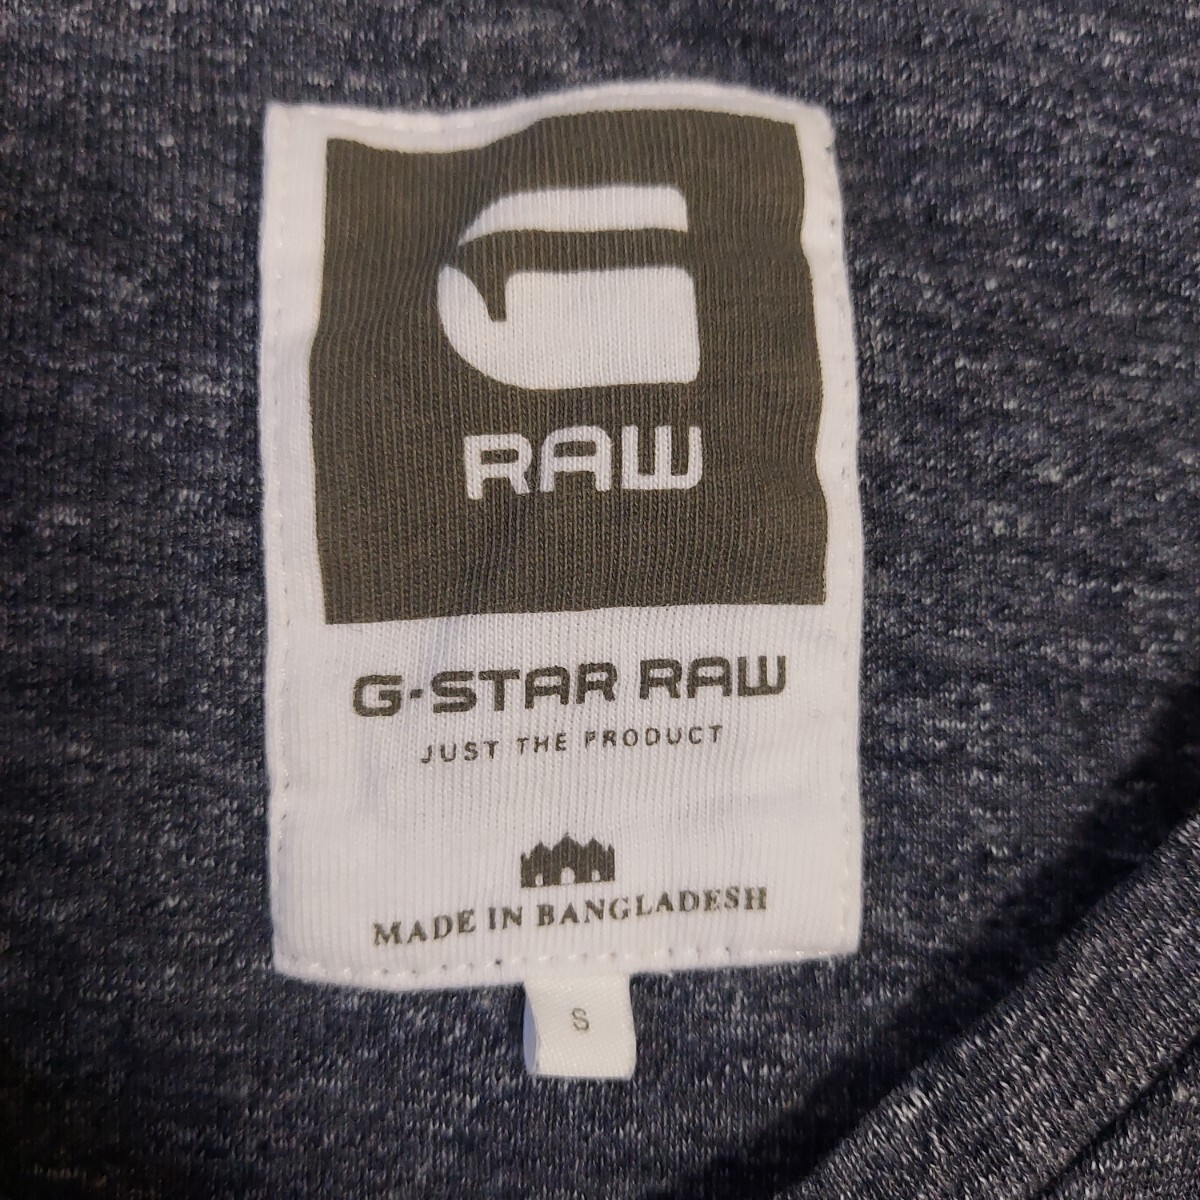 RAW
G-STAR RAW
JUST THE PRODUCT
MADE IN BANGLADESH
S